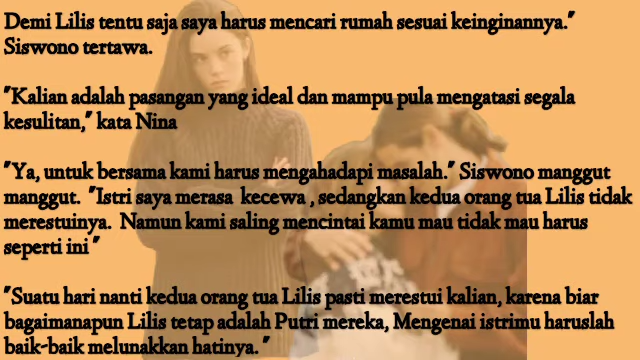 Demi Lilis tentu saja saya harus mencari rumah sesuai keinginannya."
Siswono tertawa.
"Kalian adalah pasangan yang ideal dan mampu pula mengatasi segala
kesulitan," kata Nina
"Ya, untuk bersama kami harus mengahadapi masalah." Siswono manggut
manggut. "Istri saya merasa kecewa , sedangkan kedua orang tua Lilis tidak
merestuinya. Namun kami saling mencintai kamu mau tidak mau harus
seperti ini "
"Suatu hari nanti kedua orang tua Lilis pasti merestui kalian, karena biar
bagaimanapun Lilis tetap adalah Putri mereka, Mengenai istrimu haruslah
baik-baik melunakkan hatinya. "